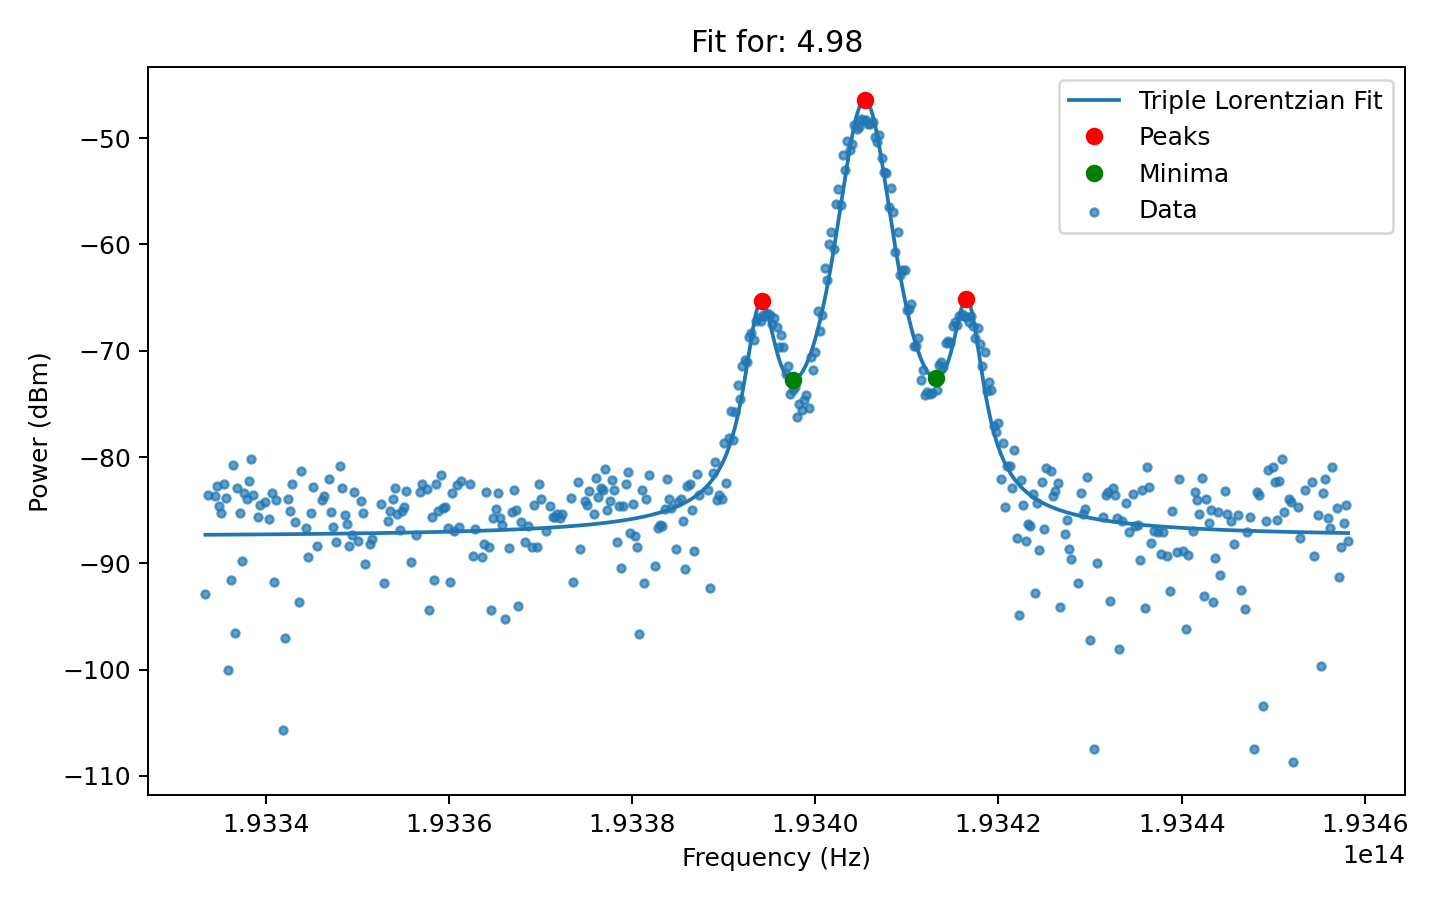 Fit for: 4.98
Triple Lorentzian Fit
Peaks
Minima
Data
Power (dBm)
−50
−60
−70
−80
−90
−100
−110
1.9334
1.9336
1.9338
1.9340
1.9342
1.9344
1.9346
Frequency (Hz)
1e14